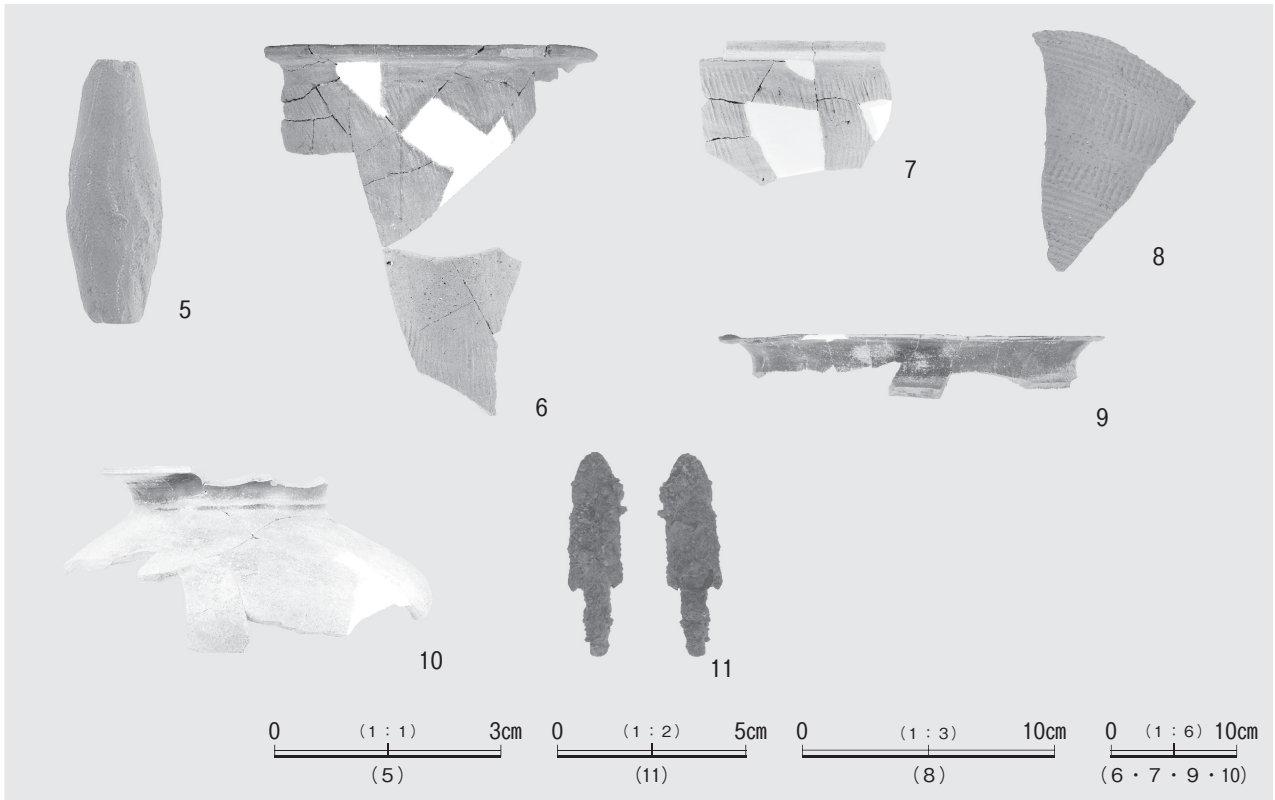 5
6
7
8
9
10
11
0 （1：1） 3㎝
（5）
0 （1：2） 5㎝
（11）
0 （1：3） 10㎝
（8）
0 （1：6） 10㎝
（6・7・9・10）